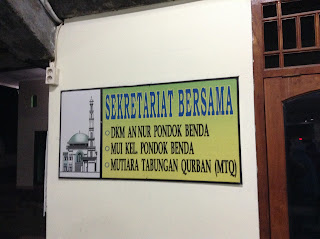 SEKRETARIAT BERSAMA
○ DKM AN NUR PONDOK BENDA
○ MUI KEL. PONDOK BENDA
○ MUTIARA TABUNGAN QURBAN (MTQ)